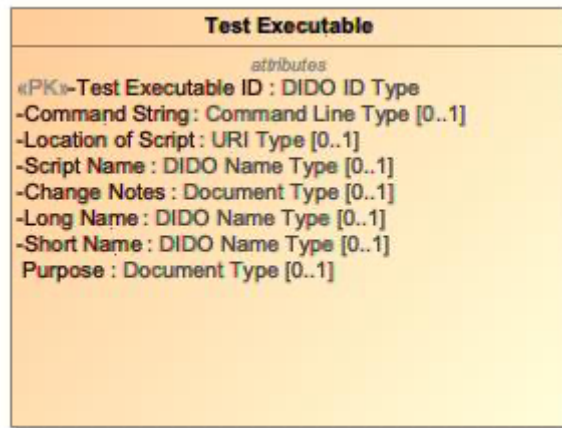 Test Executable
attributes
«PK»-Test Executable ID : DIDO ID Type
-Command String : Command Line Type [0..1]
-Location of Script : URI Type [0..1]
-Script Name : DIDO Name Type [0..1]
-Change Notes : Document Type [0..1]
-Long Name : DIDO Name Type [0..1]
-Short Name : DIDO Name Type [0..1]
Purpose : Document Type [0..1]